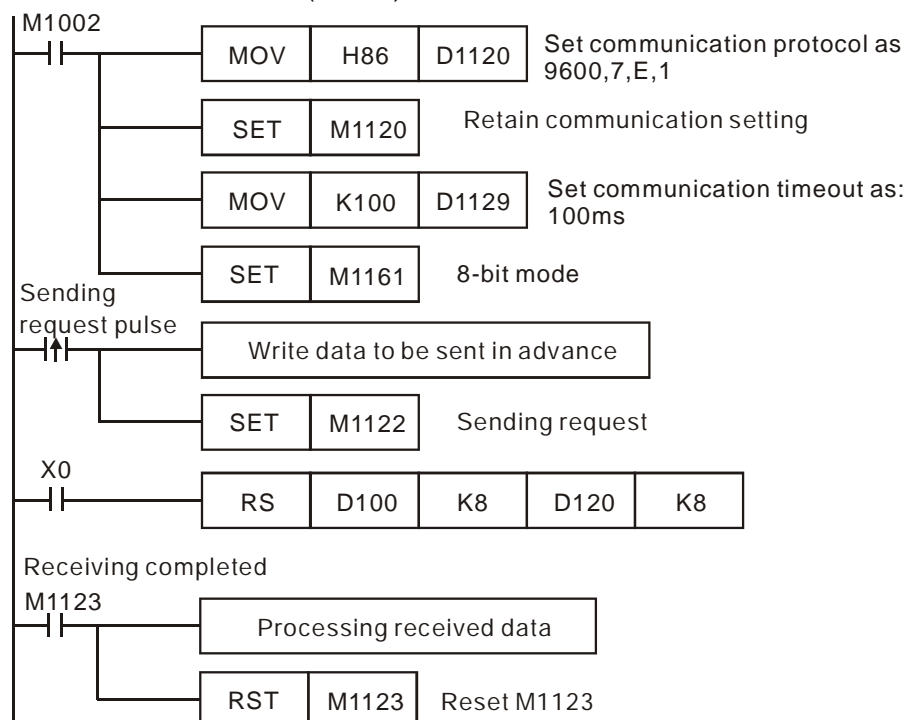 M1002
MOV H86 D1120 Set communication protocol as
9600,7,E,1
SET M1120 Retain communication setting
MOV K100 D1129 Set communication timeout as:
100ms
SET M1161 8-bit mode
Sending
request pulse
Write data to be sent in advance
SET M1122 Sending request
X0
RS D100 K8 D120 K8
Receiving completed
M1123
Processing received data
RST M1123 Reset M1123